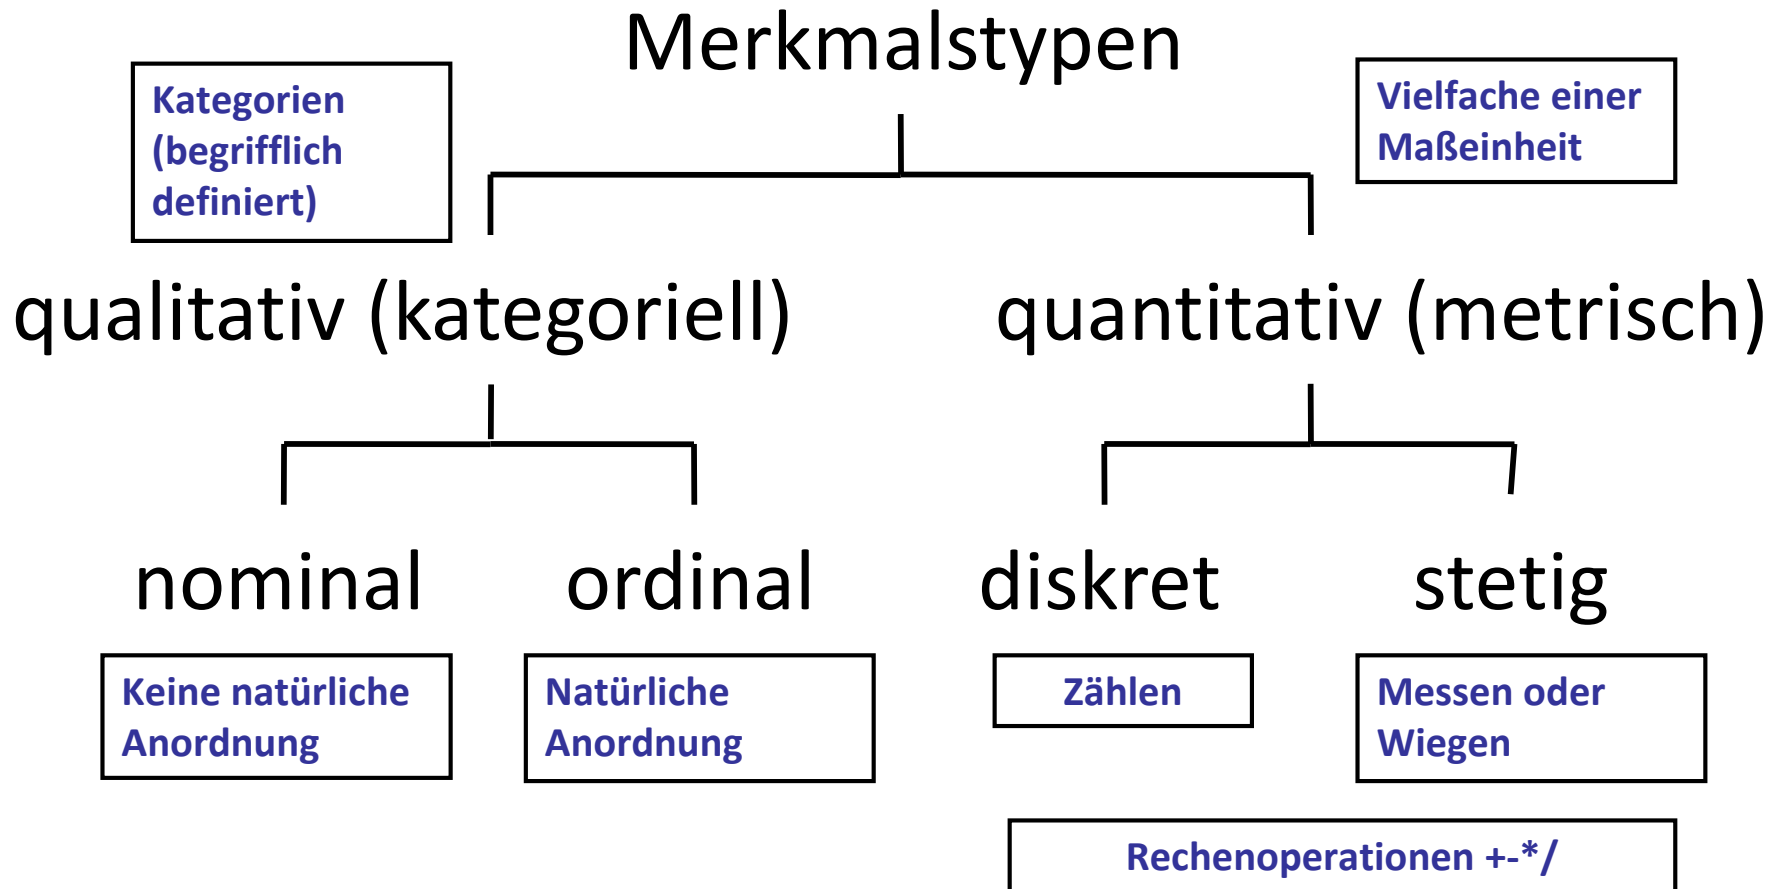 Merkmalstypen
Kategorien
(begrifflich
definiert)
Vielfache einer
Maßeinheit
qualitativ (kategoriell)
quantitativ (metrisch)
nominal
ordinal
diskret
stetig
Keine natürliche
Anordnung
Natürliche
Anordnung
Zählen
Messen oder
Wiegen
Rechenoperationen +-*/